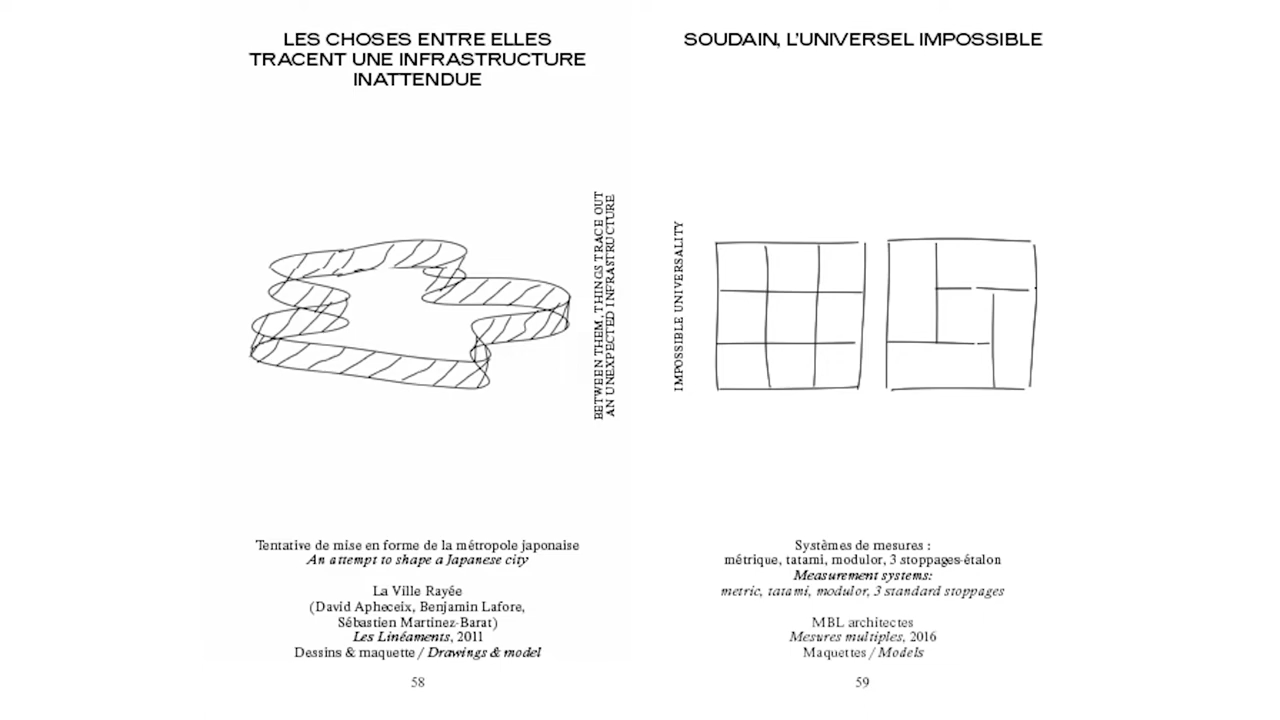 LES CHOSES ENTRE ELLES
TRACENT UNE INFRASTRUCTURE
INATTENDUE
BETWEEN THEM, THINGS TRACE OUT
AN UNEXPECTED INFRASTRUCTURE
Tentative de mise en forme de la métropole japonaise
An attempt to shape a Japanese city
La Ville Rayée
(David Apheceix, Benjamin Lafore,
Sébastien Martinez-Barat)
Les Linéaments, 2011
Dessins & maquette / Drawings & model
58
SOUDAIN, L'UNIVERSEL IMPOSSIBLE
IMPOSSIBLE UNIVERSALITY
Systèmes de mesures :
métrique, tatami, modulor, 3 stoppages-étalon
Measurement systems:
metric, tatami, modulor, 3 standard stoppages
MBL architectes
Mesures multiples, 2016
Maquettes / Models
59